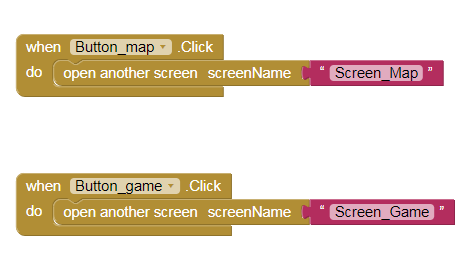 when Button_map .Click
do open another screen screenName " Screen_Map "
when Button_game .Click
do open another screen screenName " Screen_Game "